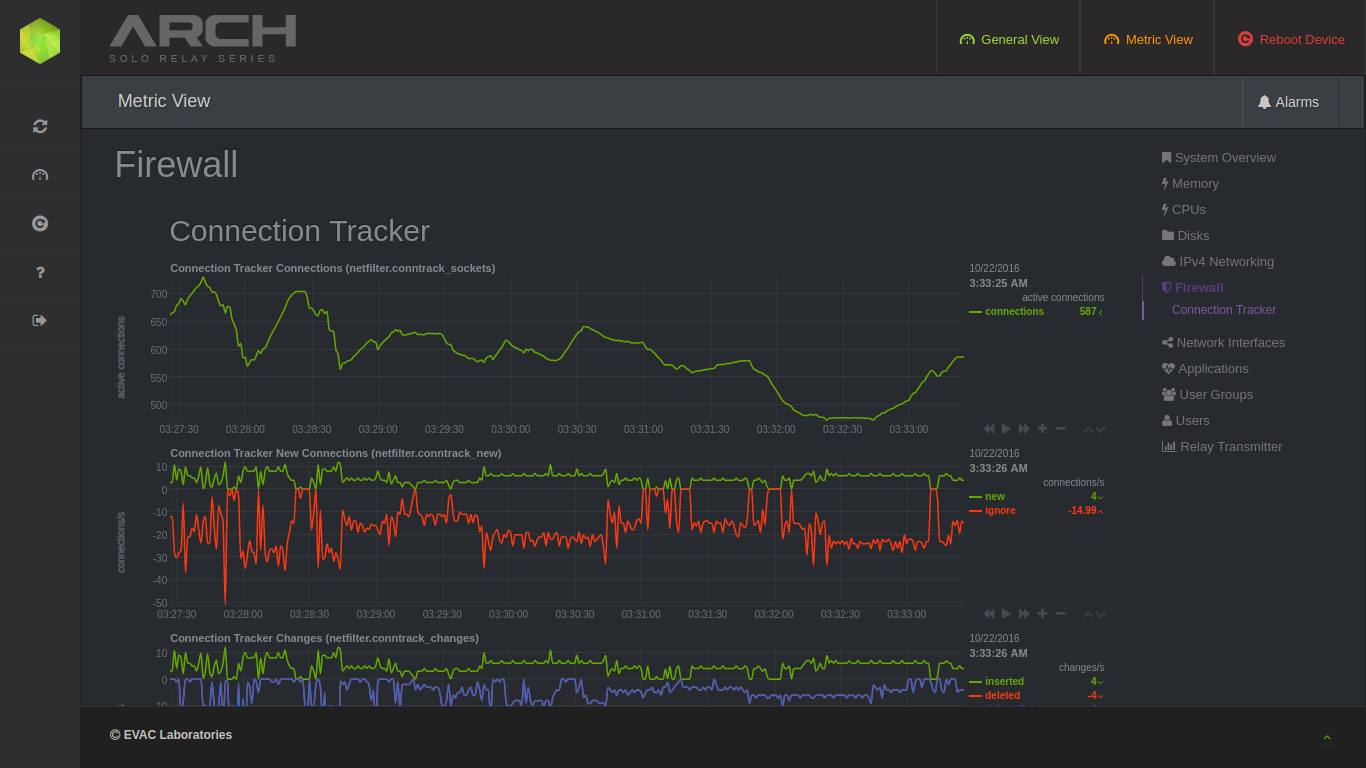 ARCH
SOLO RELAY SERIES
General View
Metric View
Reboot Device
Metric View
Alarms
Firewall
System Overview
Memory
CPUs
Disks
IPv4 Networking
Firewall
Connection Tracker
Network Interfaces
Applications
User Groups
Users
Relay Transmitter
Connection Tracker
Connection Tracker Connections (netfilter.conntrack_sockets)
active connections
700
650
600
550
500
03:27:30 03:28:00 03:28:30 03:29:00 03:29:30 03:30:00 03:30:30 03:31:00 03:31:30 03:32:00 03:32:30 03:33:00
10/22/2016
3:33:25 AM
active connections
connections 587
Connection Tracker New Connections (netfilter.conntrack_new)
connections/s
10
0
-10
-20
-30
-40
-50
03:27:30 03:28:00 03:28:30 03:29:00 03:29:30 03:30:00 03:30:30 03:31:00 03:31:30 03:32:00 03:32:30 03:33:00
10/22/2016
3:33:26 AM
connections/s
new 4
ignore -14.99
Connection Tracker Changes (netfilter.conntrack_changes)
10
0
10/22/2016
3:33:26 AM
changes/s
inserted 4
deleted -4
© EVAC Laboratories